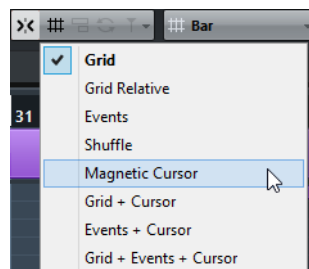 Bar
Grid
Grid Relative
31
Events
Shuffle
Magnetic Cursor
Grid + Cursor
Events + Cursor
Grid + Events + Cursor